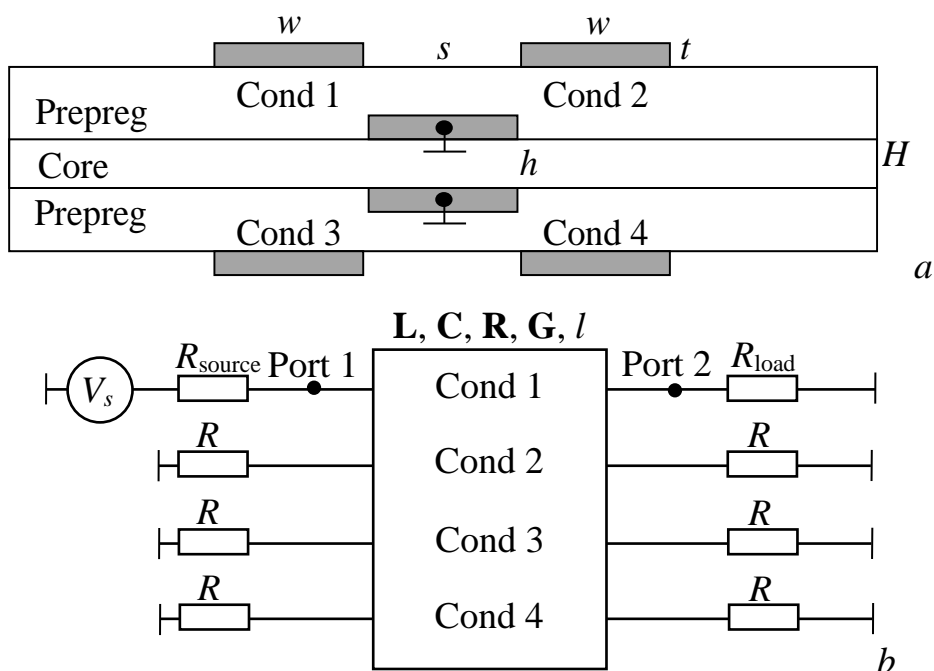 w s w t
Cond 1 Cond 2
Prepreg
Core h H
Prepreg
Cond 3 Cond 4
a
L, C, R, G, l
Rsource Port 1 Port 2 Rload
Vs Cond 1
R Cond 2 R
R Cond 3 R
R Cond 4 R
b